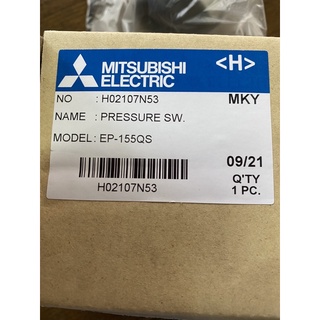 MITSUBISHI
ELECTRIC
<H>
NO : H02107N53 MKY
NAME : PRESSURE SW.
MODEL: EP-155QS
09/21
H02107N53
Q'TY
1 PC.